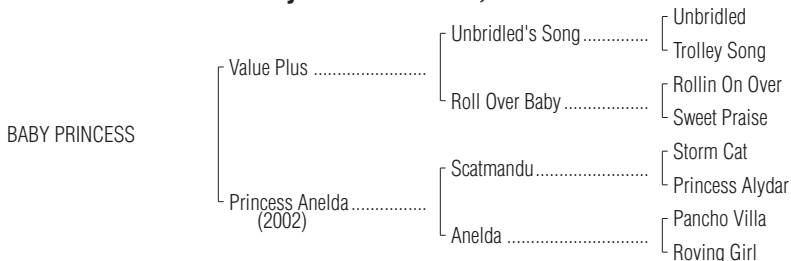 Unbridled
Unbridled's Song..............
Trolley Song
Value Plus .......................
Rollin On Over
Roll Over Baby .................
Sweet Praise
BABY PRINCESS
Storm Cat
Scatmandu.......................
Princess Alydar
Princess Anelda...............
(2002)
Pancho Villa
Anelda ............................
Roving Girl